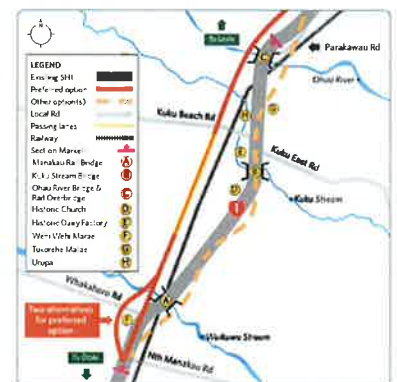 To Levin
Parakawau Rd
LEGEND
Existing SH1
Preferred option
Other option(s)
Local Rd
Passing lanes
Railway
Section Marker
Manakau Rail Bridge A
Kuku Stream Bridge B
Ohau River Bridge & C
Rail Overbridge
Historic Church D
Historic Dairy Factory E
Wehi Wehi Marae F
Tukorehe Marae G
Urupa H
Ohau River
C
G
H
Kuku Beach Rd
Kuku East Rd
E
B
D
Kuku Stream
1
Whakahoro Rd
A
Two alternatives
for preferred
option
F
Waikawa Stream
To Otaki
Nth Manakau Rd